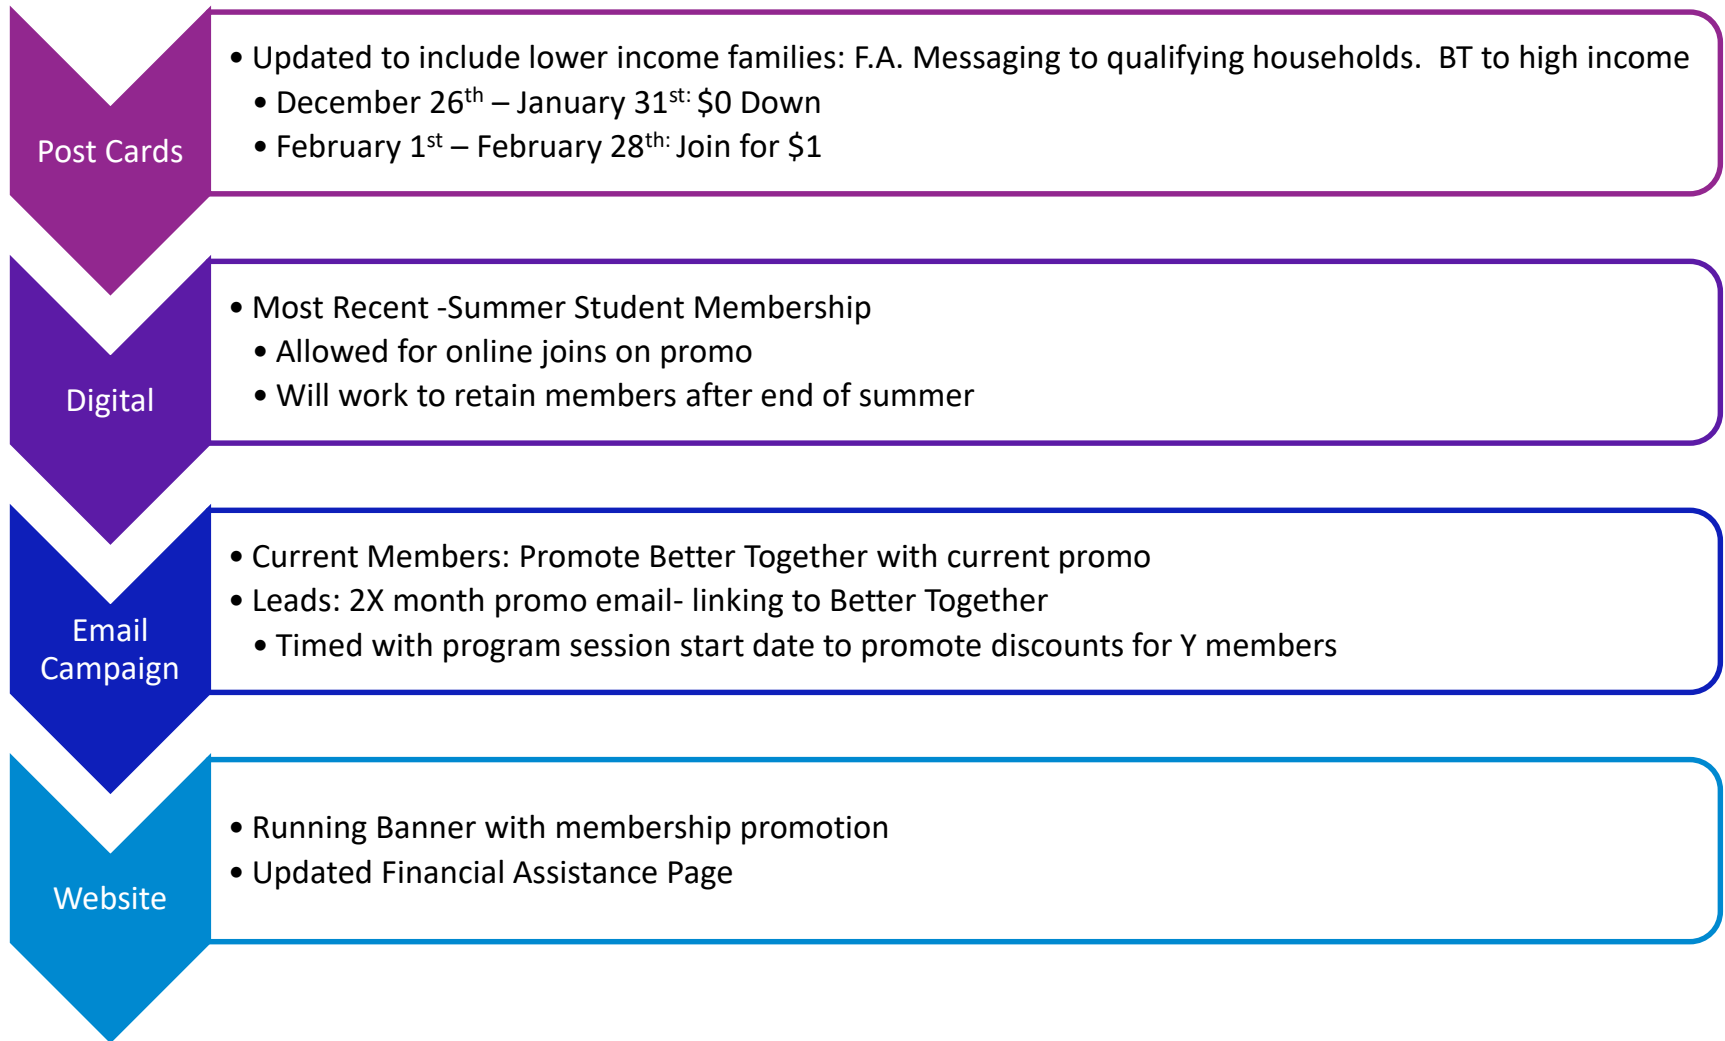 Post Cards
• Updated to include lower income families: F.A. Messaging to qualifying households.  BT to high income
• December 26th – January 31st: $0 Down
• February 1st – February 28th: Join for $1
Digital
• Most Recent -Summer Student Membership
• Allowed for online joins on promo
• Will work to retain members after end of summer
Email
Campaign
• Current Members: Promote Better Together with current promo
• Leads: 2X month promo email- linking to Better Together
• Timed with program session start date to promote discounts for Y members
Website
• Running Banner with membership promotion
• Updated Financial Assistance Page